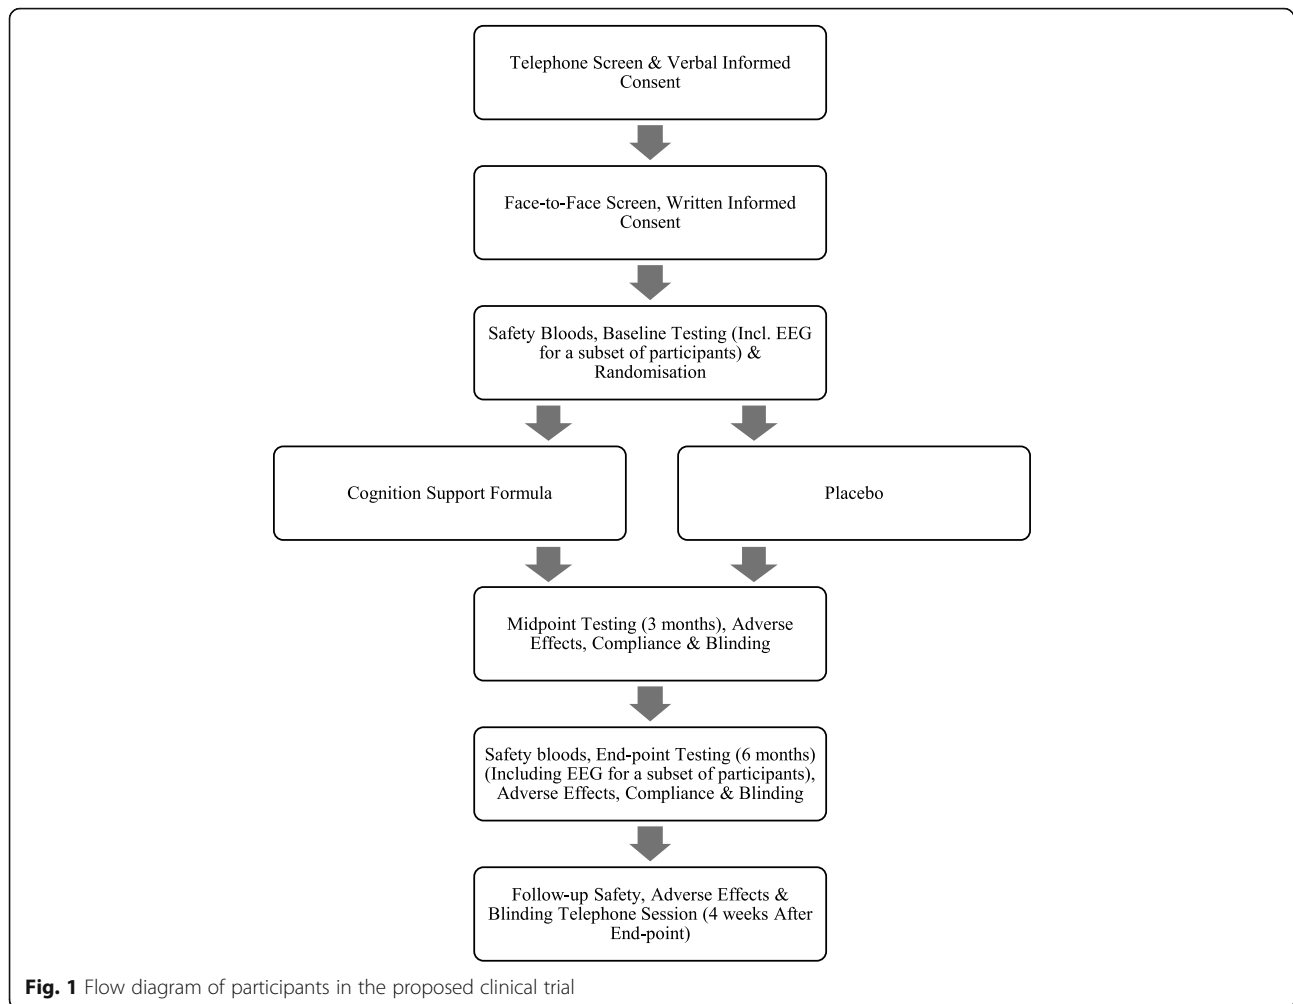 Telephone Screen & Verbal Informed
Consent
Face-to-Face Screen, Written Informed
Consent
Safety Bloods, Baseline Testing (Incl. EEG
for a subset of participants) &
Randomisation
Cognition Support Formula
Placebo
Midpoint Testing (3 months), Adverse
Effects, Compliance & Blinding
Safety bloods, End-point Testing (6 months)
(Including EEG for a subset of participants),
Adverse Effects, Compliance & Blinding
Follow-up Safety, Adverse Effects &
Blinding Telephone Session (4 weeks After
End-point)
Fig. 1 Flow diagram of participants in the proposed clinical trial